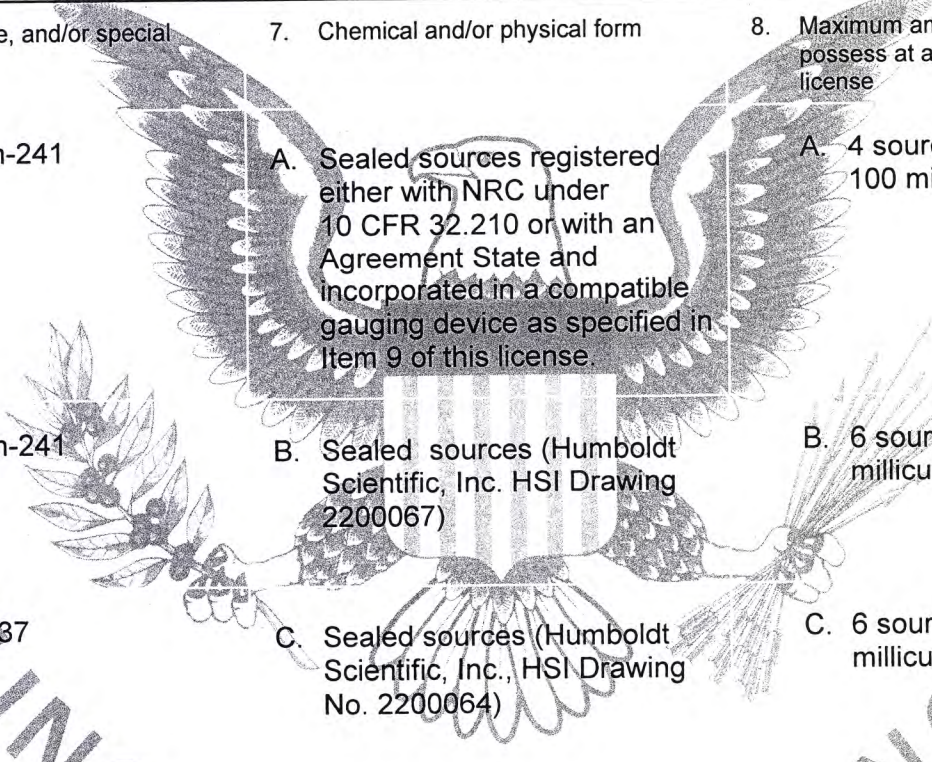 e, and/or special
7. Chemical and/or physical form
8. Maximum an
possess at a
license
n-241
A. Sealed sources registered
either with NRC under
10 CFR 32.210 or with an
Agreement State and
incorporated in a compatible
gauging device as specified in
Item 9 of this license.
A. 4 sour
100 mi
n-241
B. Sealed sources (Humboldt
Scientific, Inc. HSI Drawing
2200067)
B. 6 sour
millicu
37
C. Sealed sources (Humboldt
Scientific, Inc., HSI Drawing
No. 2200064)
C. 6 sour
millicu
IN